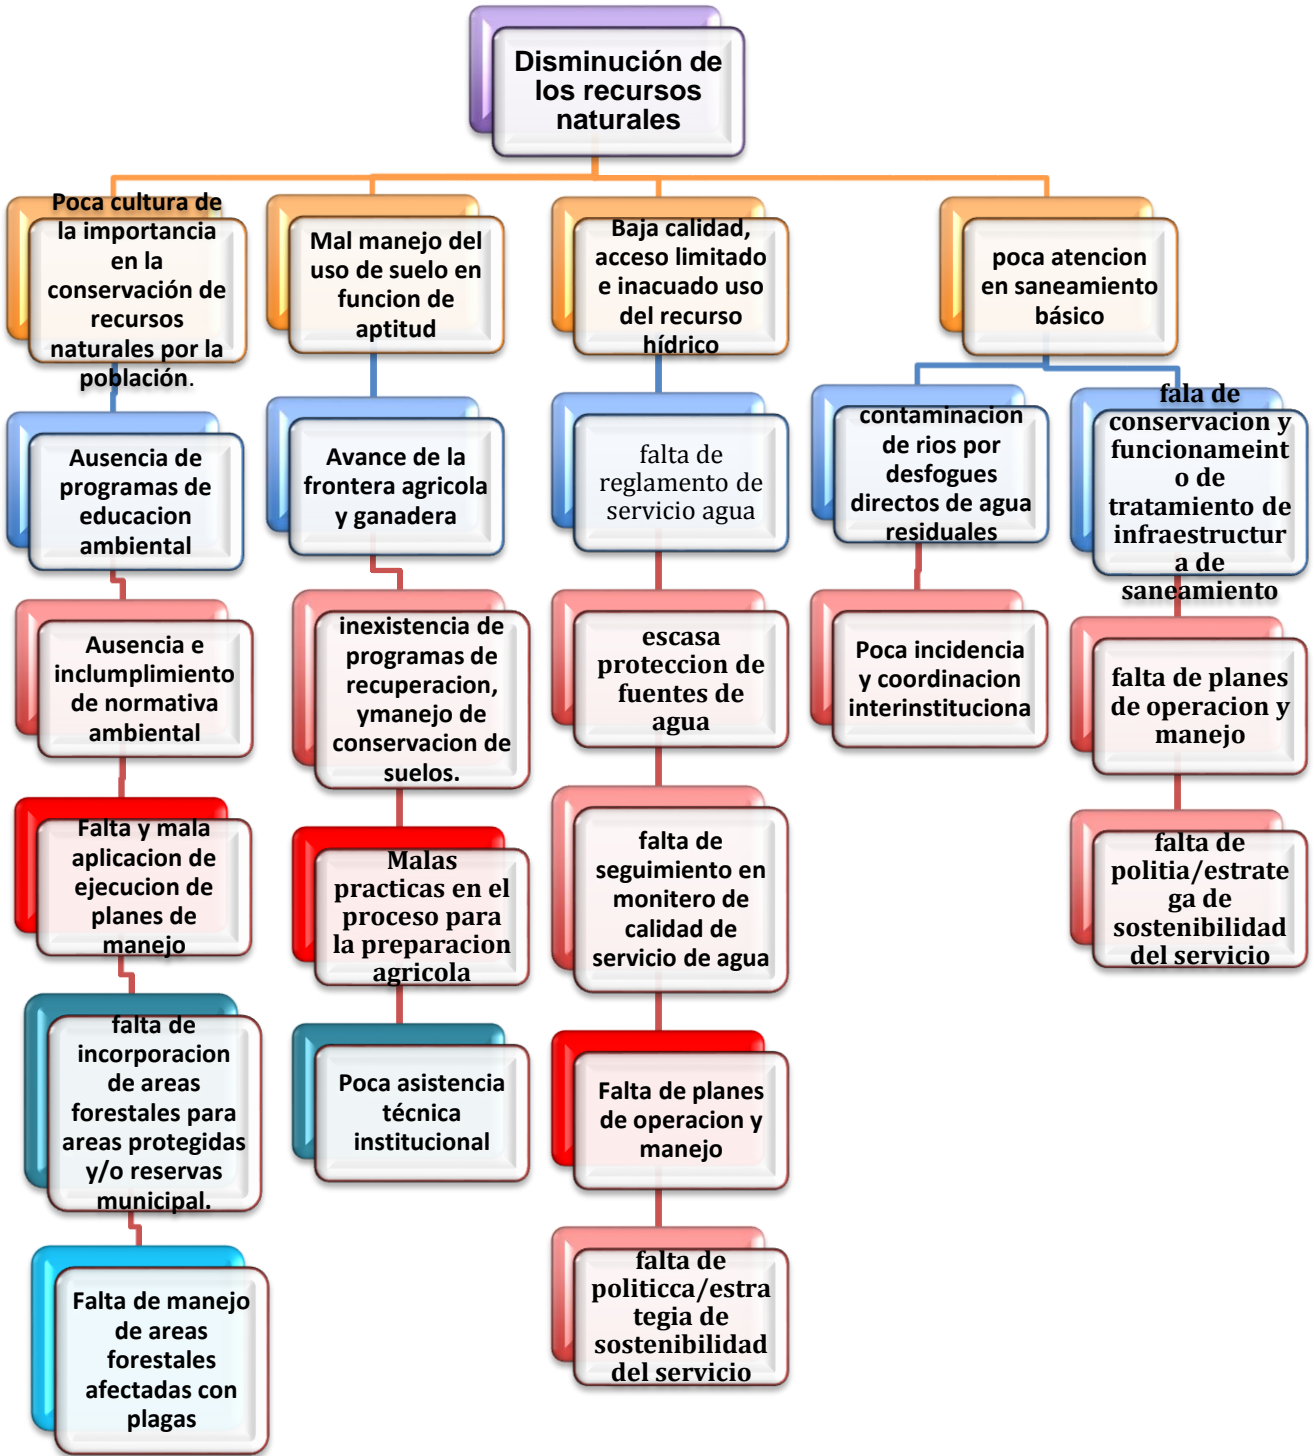 Disminución de
los recursos
naturales
Poca cultura de
la importancia
en la
conservación de
recursos
naturales por la
población.
Mal manejo del
uso de suelo en
funcion de
aptitud
Baja calidad,
acceso limitado
e inacuado uso
del recurso
hídrico
poca atencion
en saneamiento
básico
Ausencia de
programas de
educacion
ambiental
Avance de la
frontera agricola
y ganadera
falta de
reglamento de
servicio agua
contaminacion
de rios por
desfogues
directos de agua
residuales
fala de
conservacion y
funcionameint
o de
tratamiento de
infraestructur
a de
saneamiento
Ausencia e
inclumplimiento
de normativa
ambiental
inexistencia de
programas de
recuperacion,
ymanejo de
conservacion de
suelos.
escasa
proteccion de
fuentes de
agua
Poca incidencia
y coordinacion
interinstituciona
falta de planes
de operacion y
manejo
Falta y mala
aplicacion de
ejecucion de
planes de
manejo
Malas
practicas en el
proceso para
la preparacion
agricola
falta de
seguimiento en
monitero de
calidad de
servicio de agua
falta de
politia/estrate
ga de
sostenibilidad
del servicio
falta de
incorporacion
de areas
forestales para
areas protegidas
y/o reservas
municipal.
Poca asistencia
técnica
institucional
Falta de planes
de operacion y
manejo
Falta de manejo
de areas
forestales
afectadas con
plagas
falta de
politicca/estra
tegia de
sostenibilidad
del servicio